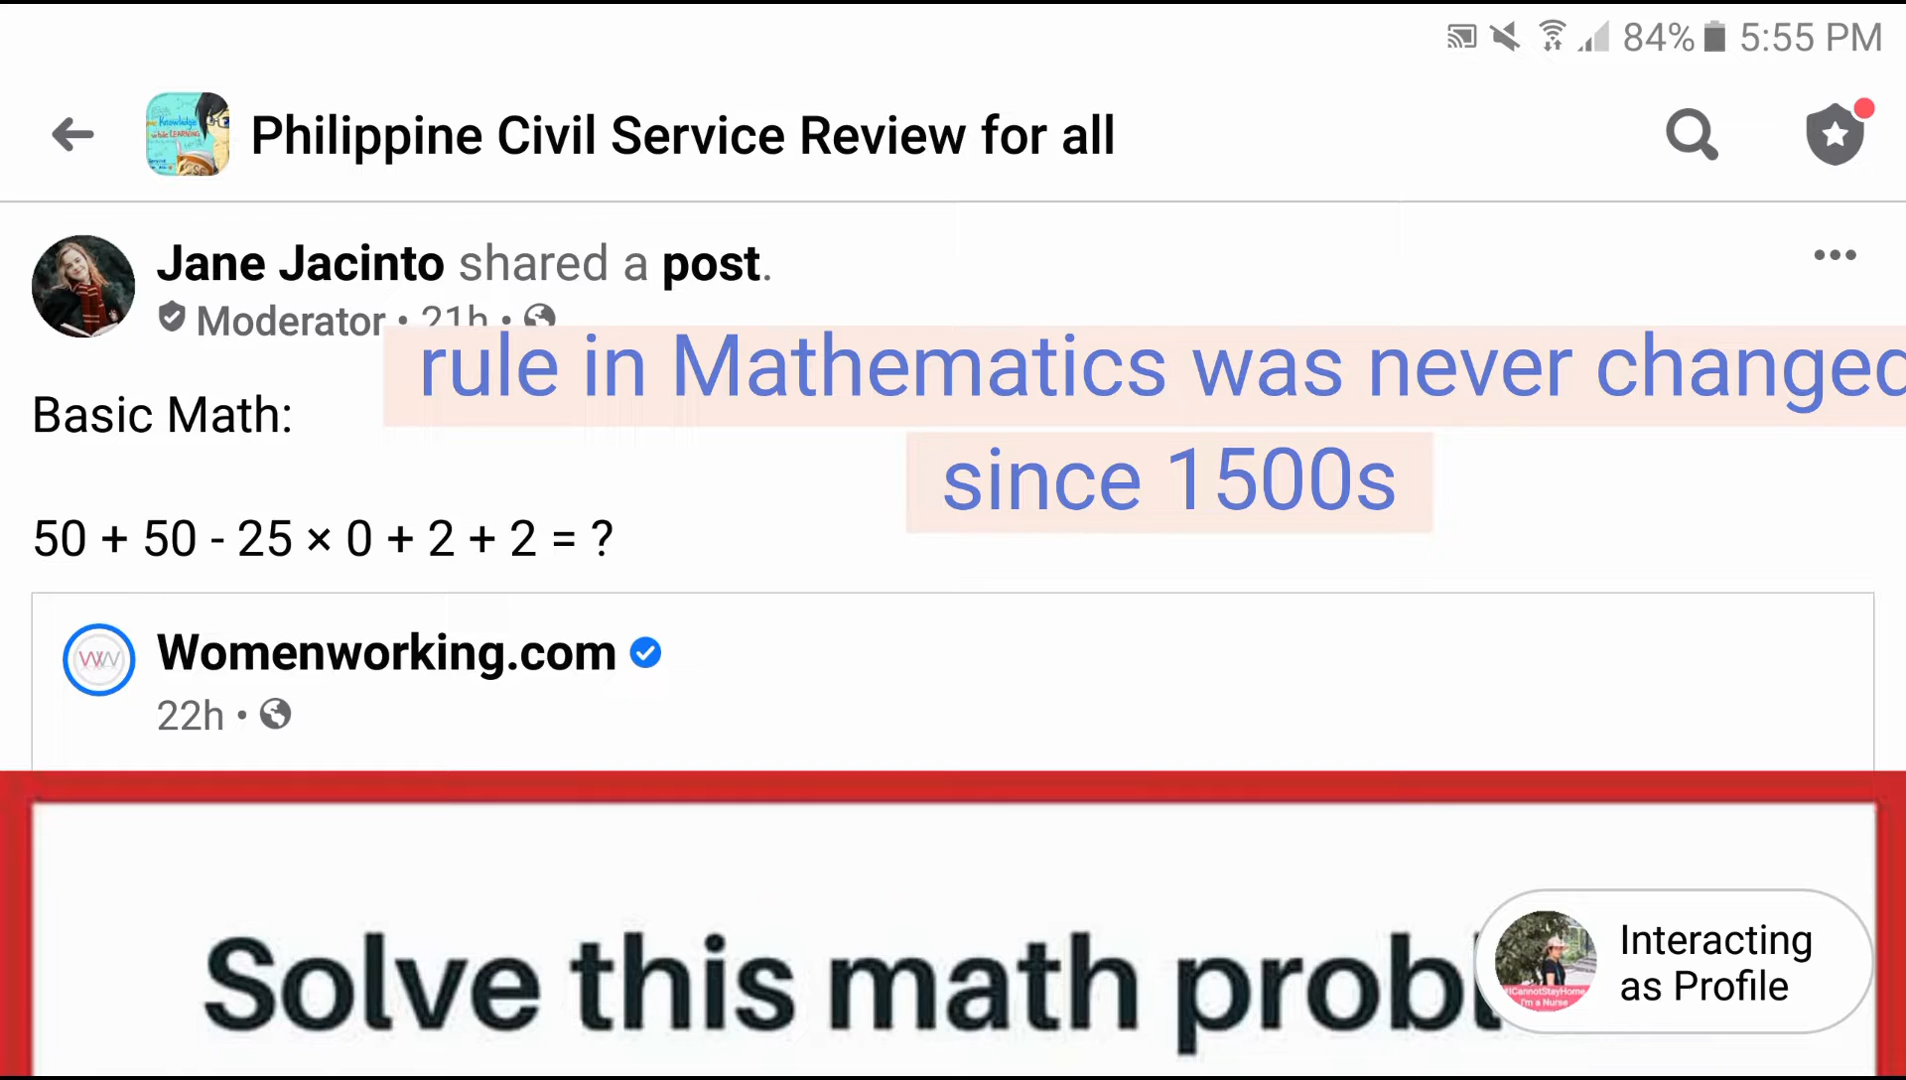 84% 5:55 PM
Philippine Civil Service Review for all
Jane Jacinto shared a post.
Moderator • 21h •
rule in Mathematics was never changed
since 1500s
Basic Math:
50 + 50 - 25 × 0 + 2 + 2 = ?
Womenworking.com
22h •
Solve this math
Interacting
as Profile
I'm a Nurse